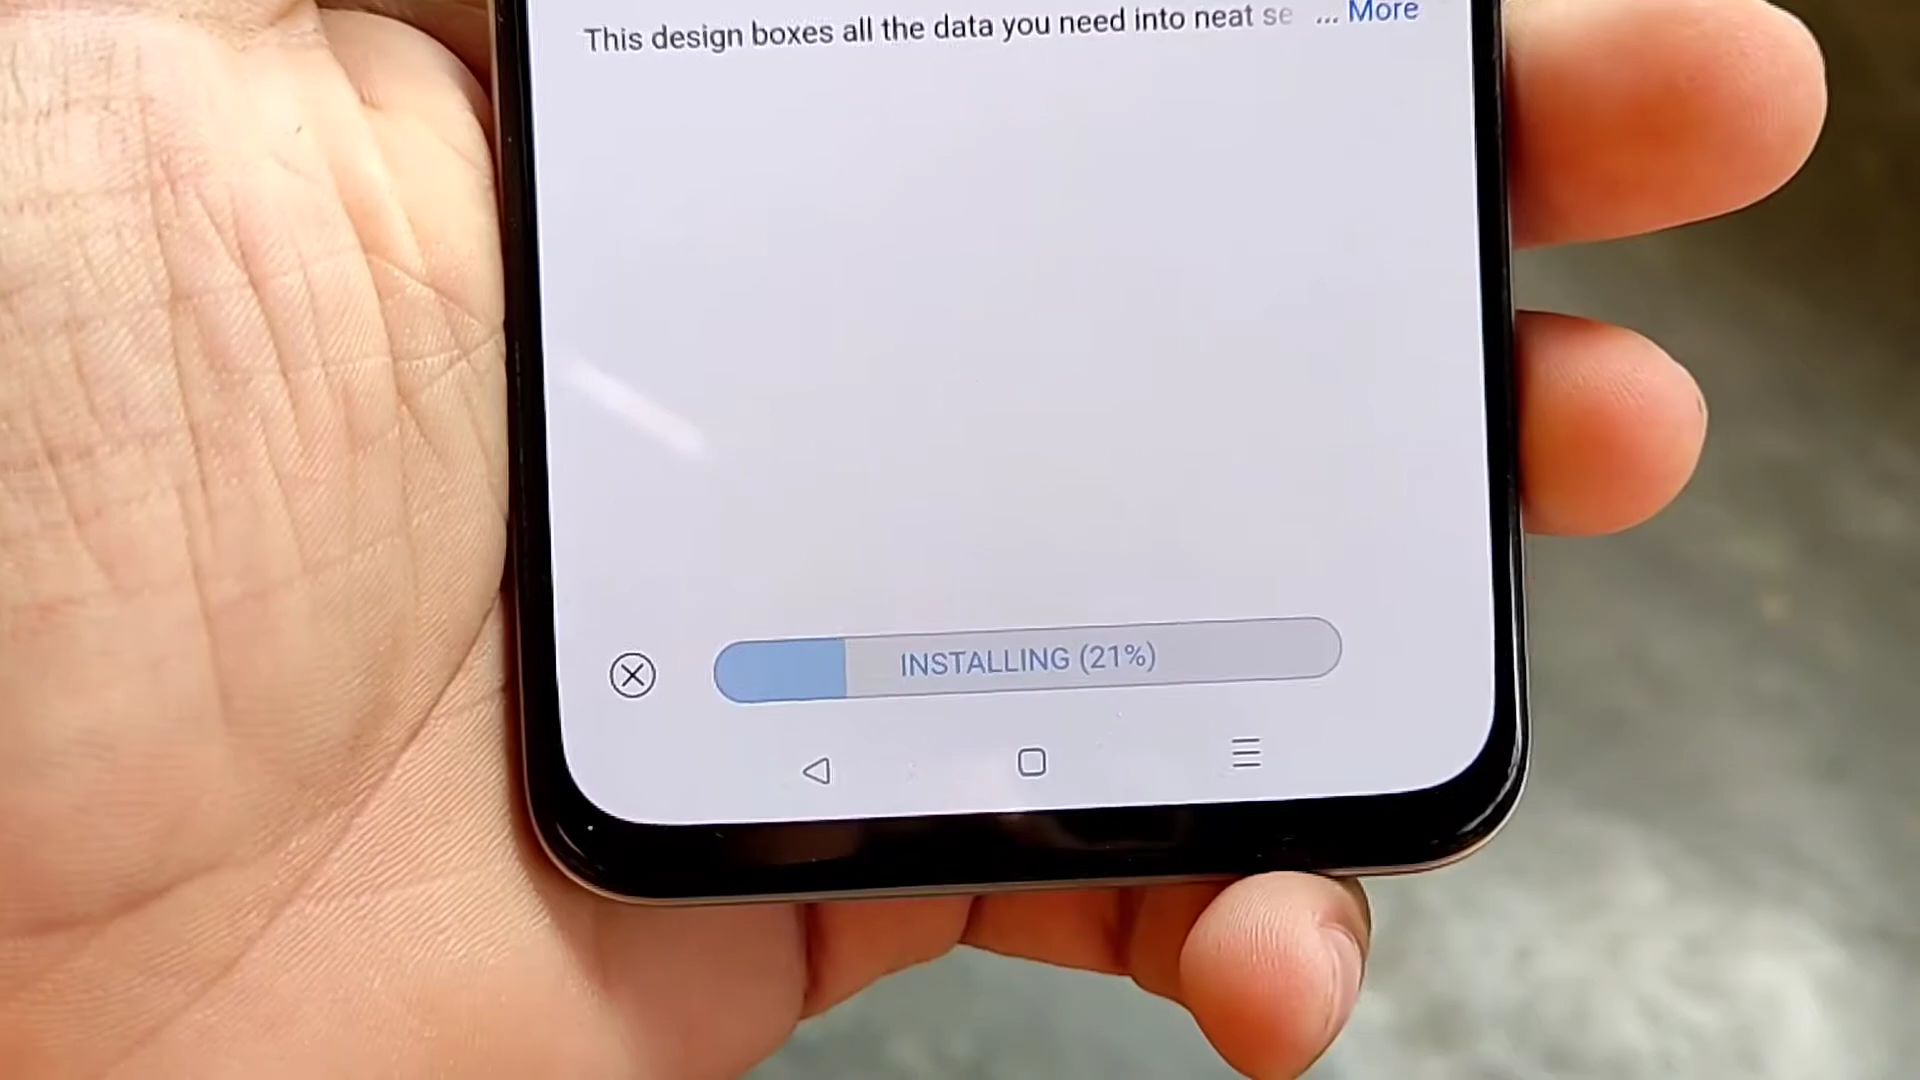 This design boxes all the data you need into neat se ... More
INSTALLING (21%)